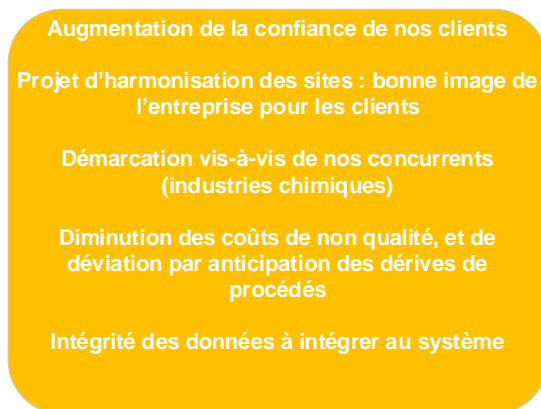 Augmentation de la confiance de nos clients
Projet d'harmonisation des sites : bonne image de
l'entreprise pour les clients
Démarcation vis-à-vis de nos concurrents
(industries chimiques)
Diminution des coûts de non qualité, et de
déviation par anticipation des dérives de
procédés
Intégrité des données à intégrer au système